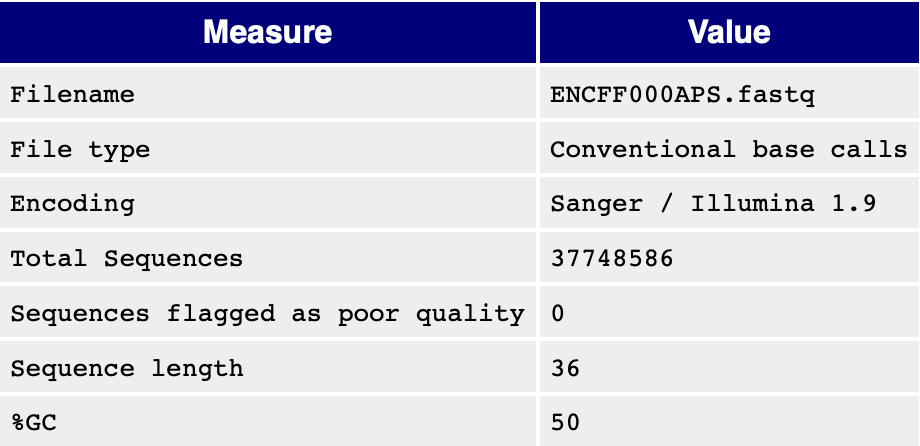 Measure Value
Filename ENCFF000APS.fastq
File type Conventional base calls
Encoding Sanger / Illumina 1.9
Total Sequences 37748586
Sequences flagged as poor quality 0
Sequence length 36
%GC 50